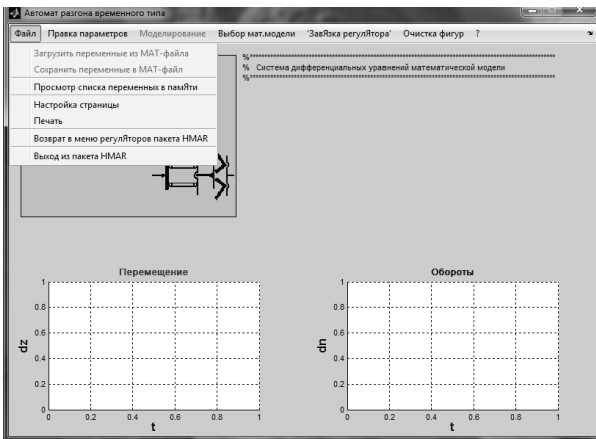 Автомат разгона временного типа
Файл Правка параметров Моделирование Выбор мат.модели 'ЗавЯзка регулЯтора' Очистка фигур ?
Загрузить переменные из МАТ-файла
Сохранить переменные в МАТ-файл
Просмотр списка переменных в памЯти
Настройка страницы
Печать
Возврат в меню регулЯторов пакета HMAR
Выход из пакета HMAR
%***
% Система дифференциальных уравнений математической модели
%***
Перемещение
1
0.8
0.6
0.4
0.2
0
dz
0 0.2 0.4 0.6 0.8 1
t
Обороты
1
0.8
0.6
0.4
0.2
0
dn
0 0.2 0.4 0.6 0.8 1
t